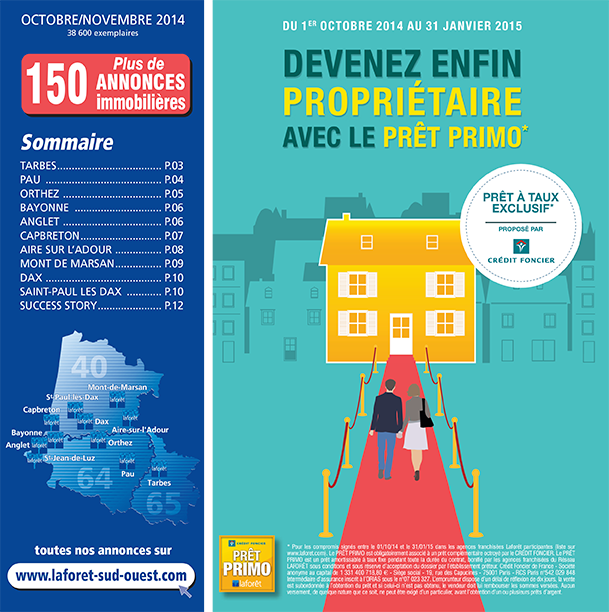 OCTOBRE/NOVEMBRE 2014
38 600 exemplaires
150 Plus de
ANNONCES
immobilières
Sommaire
TARBES P.03
PAU P.04
ORTHEZ P.05
BAYONNE P.06
ANGLET P.06
CAPBRETON P.07
AIRE SUR L'ADOUR P.08
MONT DE MARSAN P.09
DAX P.10
SAINT-PAUL LES DAX P.10
SUCCESS STORY P.12
40
Mont-de-Marsan
St-Paul les Dax
Capbreton
Dax
Bayonne
Aire-sur-l'Adour
Anglet
Orthez
St-Jean-de-Luz
64
Pau
Tarbes
65
toutes nos annonces sur
www.laforet-sud-ouest.com
DU 1ER OCTOBRE 2014 AU 31 JANVIER 2015
DEVENEZ ENFIN
PROPRIÉTAIRE
AVEC LE PRÊT PRIMO*
PRÊT À TAUX
EXCLUSIF*
PROPOSÉ PAR
CRÉDIT FONCIER
CRÉDIT FONCIER
PRÊT
PRIMO
laforêt
* Pour les compromis signés entre le 01/10/14 et le 31/01/15 dans les agences franchisées Laforêt participantes (liste sur
www.laforet.com). Le PRÊT PRIMO est obligatoirement associé à un prêt complémentaire octroyé par le CRÉDIT FONCIER. LE PRÊT
PRIMO est un prêt amortissable à taux fixe pendant toute la durée du contrat, bonifié par les agences franchisées du Réseau
LAFORÊT sous conditions et sous réserve d'acceptation du dossier par l'établissement prêteur. Crédit Foncier de France - Société
anonyme au capital de 1 331 400 718,80 € - Siège social - 19, rue des Capucines - 75001 Paris - RCS Paris n°542 029 848
Intermédiaire d'assurance inscrit à l'ORIAS sous le n°07 023 327. L'emprunteur dispose d'un délai de réflexion de dix jours, la vente
est subordonnée à l'obtention du prêt et si celui-ci n'est pas obtenu, le vendeur doit lui rembourser les sommes versées. Aucun
versement, de quelque nature que ce soit, ne peut être exigé d'un particulier, avant l'obtention d'un ou plusieurs prêts d'argent.